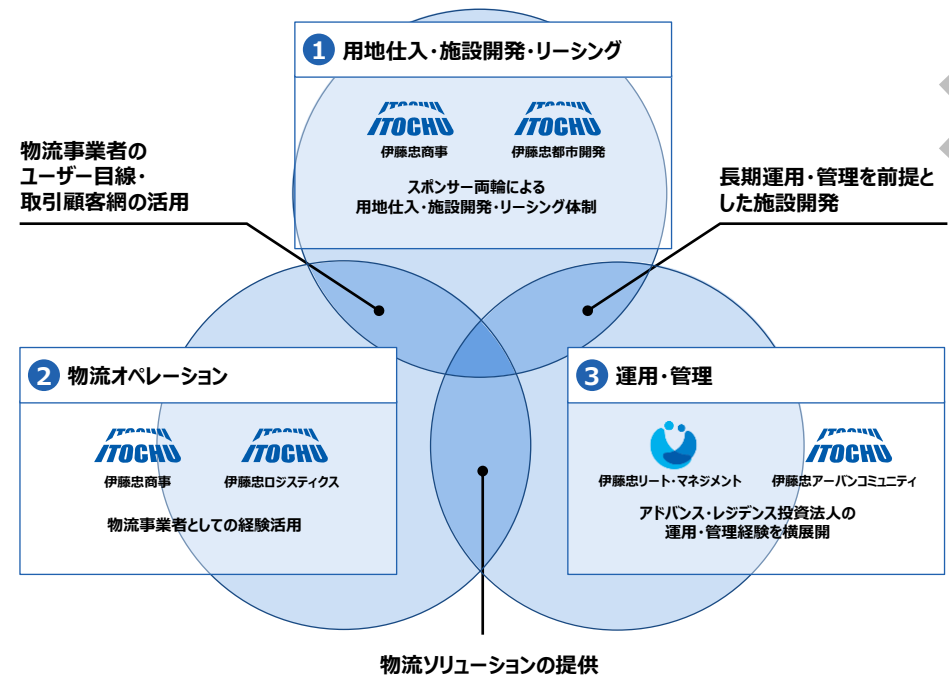 1 用地仕入・施設開発・リーシング
ITOCHU ITOCHU
伊藤忠商事 伊藤忠都市開発
スポンサー両輪による
用地仕入・施設開発・リーシング体制
物流事業者の
ユーザー目線・
取引顧客網の活用
長期運用・管理を前提と
した施設開発
2 物流オペレーション
ITOCHU ITOCHU
伊藤忠商事 伊藤忠ロジスティクス
物流事業者としての経験活用
3 運用・管理
ITOCHU
伊藤忠リート・マネジメント 伊藤忠アーバンコミュニティ
アドバンス・レジデンス投資法人の
運用・管理経験を横展開
物流ソリューションの提供